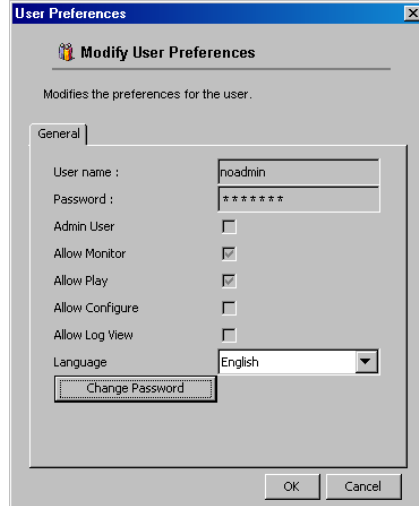 User Preferences
Modify User Preferences
Modifies the preferences for the user.
General
User name : noadmin
Password : *******
Admin User
Allow Monitor
Allow Play
Allow Configure
Allow Log View
Language English
Change Password
OK Cancel